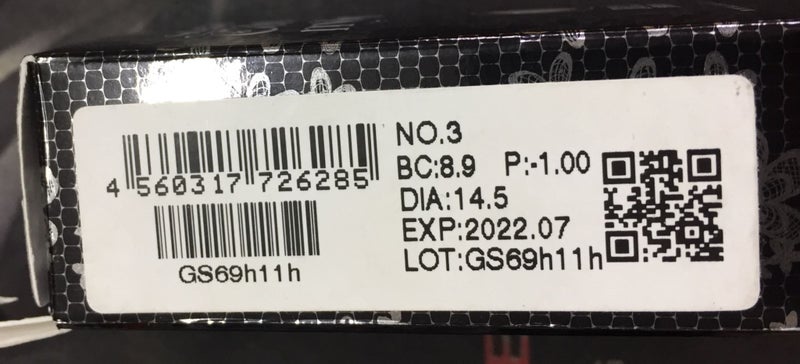 4 560317 726285
GS69h11h
NO.3
BC:8.9 P:-1.00
DIA:14.5
EXP:2022.07
LOT:GS69h11h